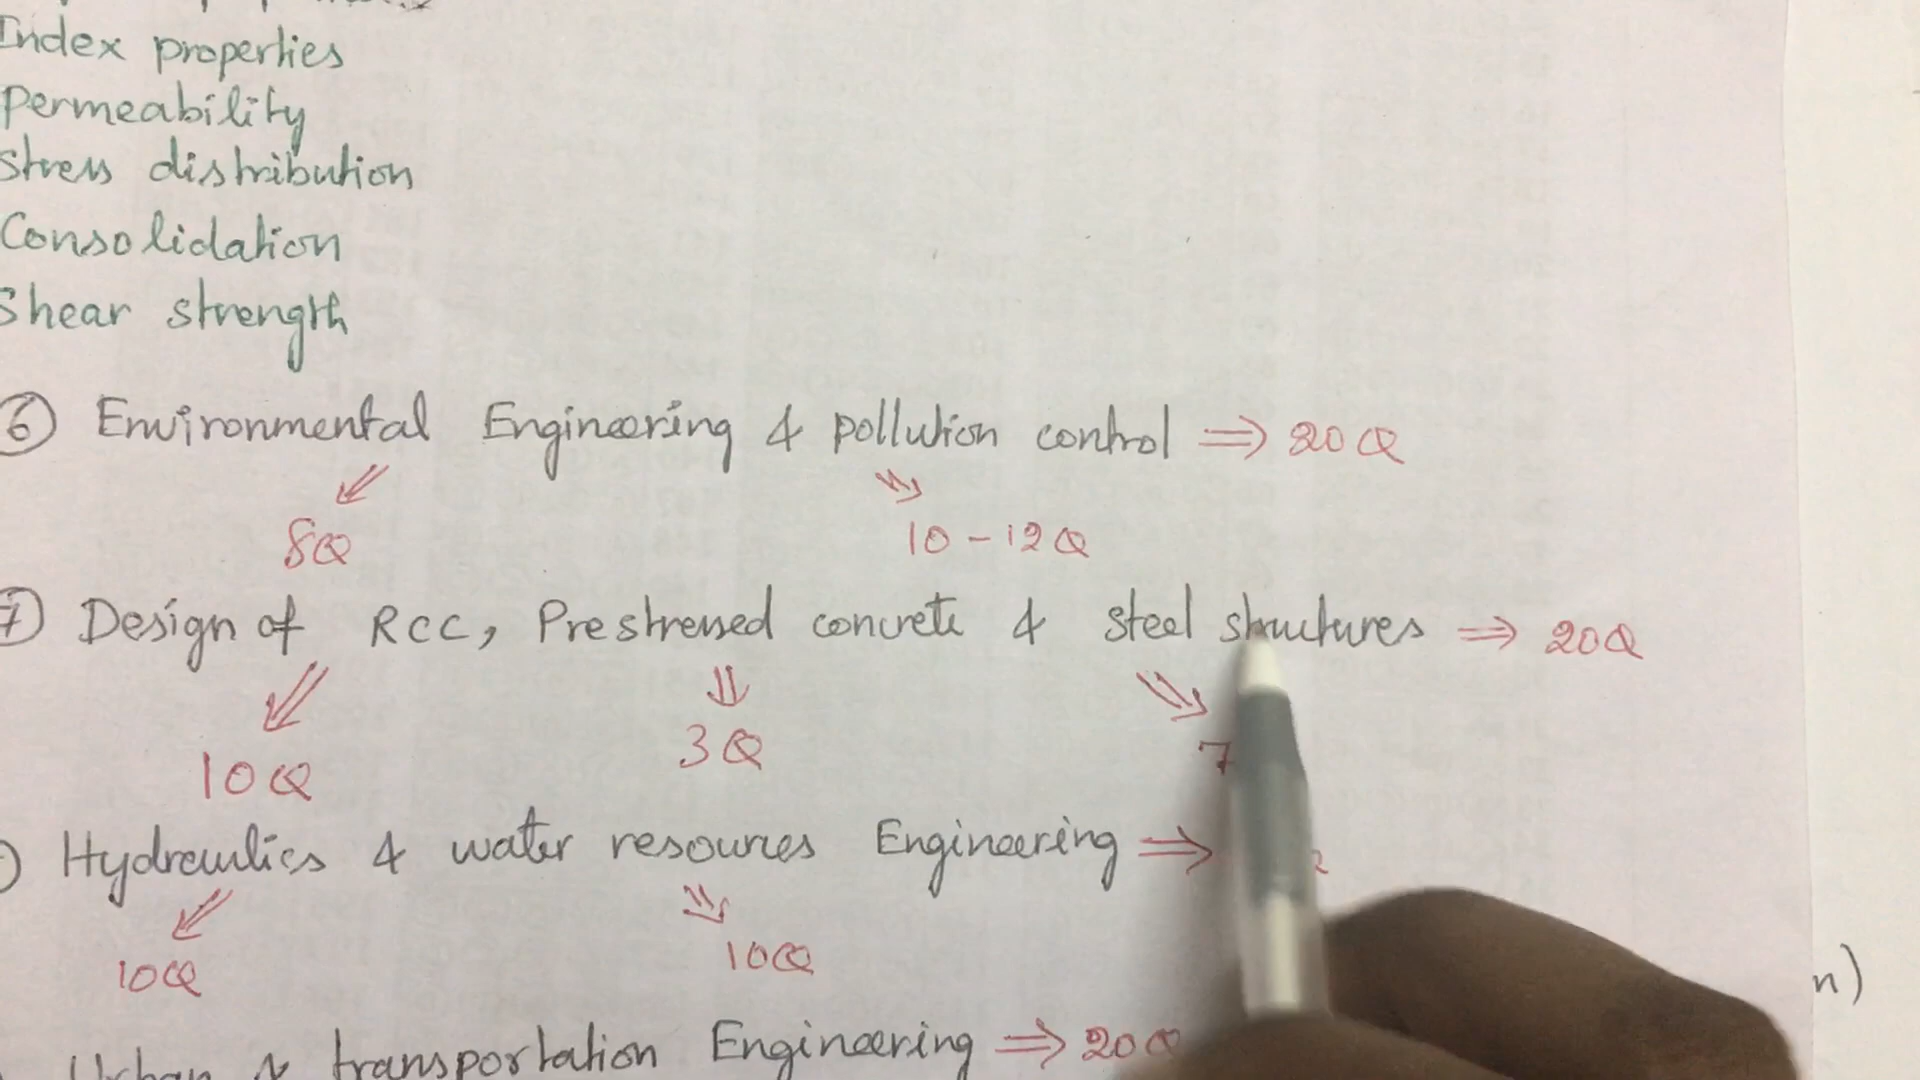 Index properties
Permeability
Stress distribution
Consolidation
Shear strength
⑥ Environmental Engineering & pollution control ⇒ 20Q
8Q 10-12Q
⑦ Design of RCC, Prestressed concrete & steel structures ⇒ 20Q
10Q 3Q 7
Hydraulics & water resources Engineering ⇒
10Q 10Q
n)
Urban & transportation Engineering ⇒ 20Q